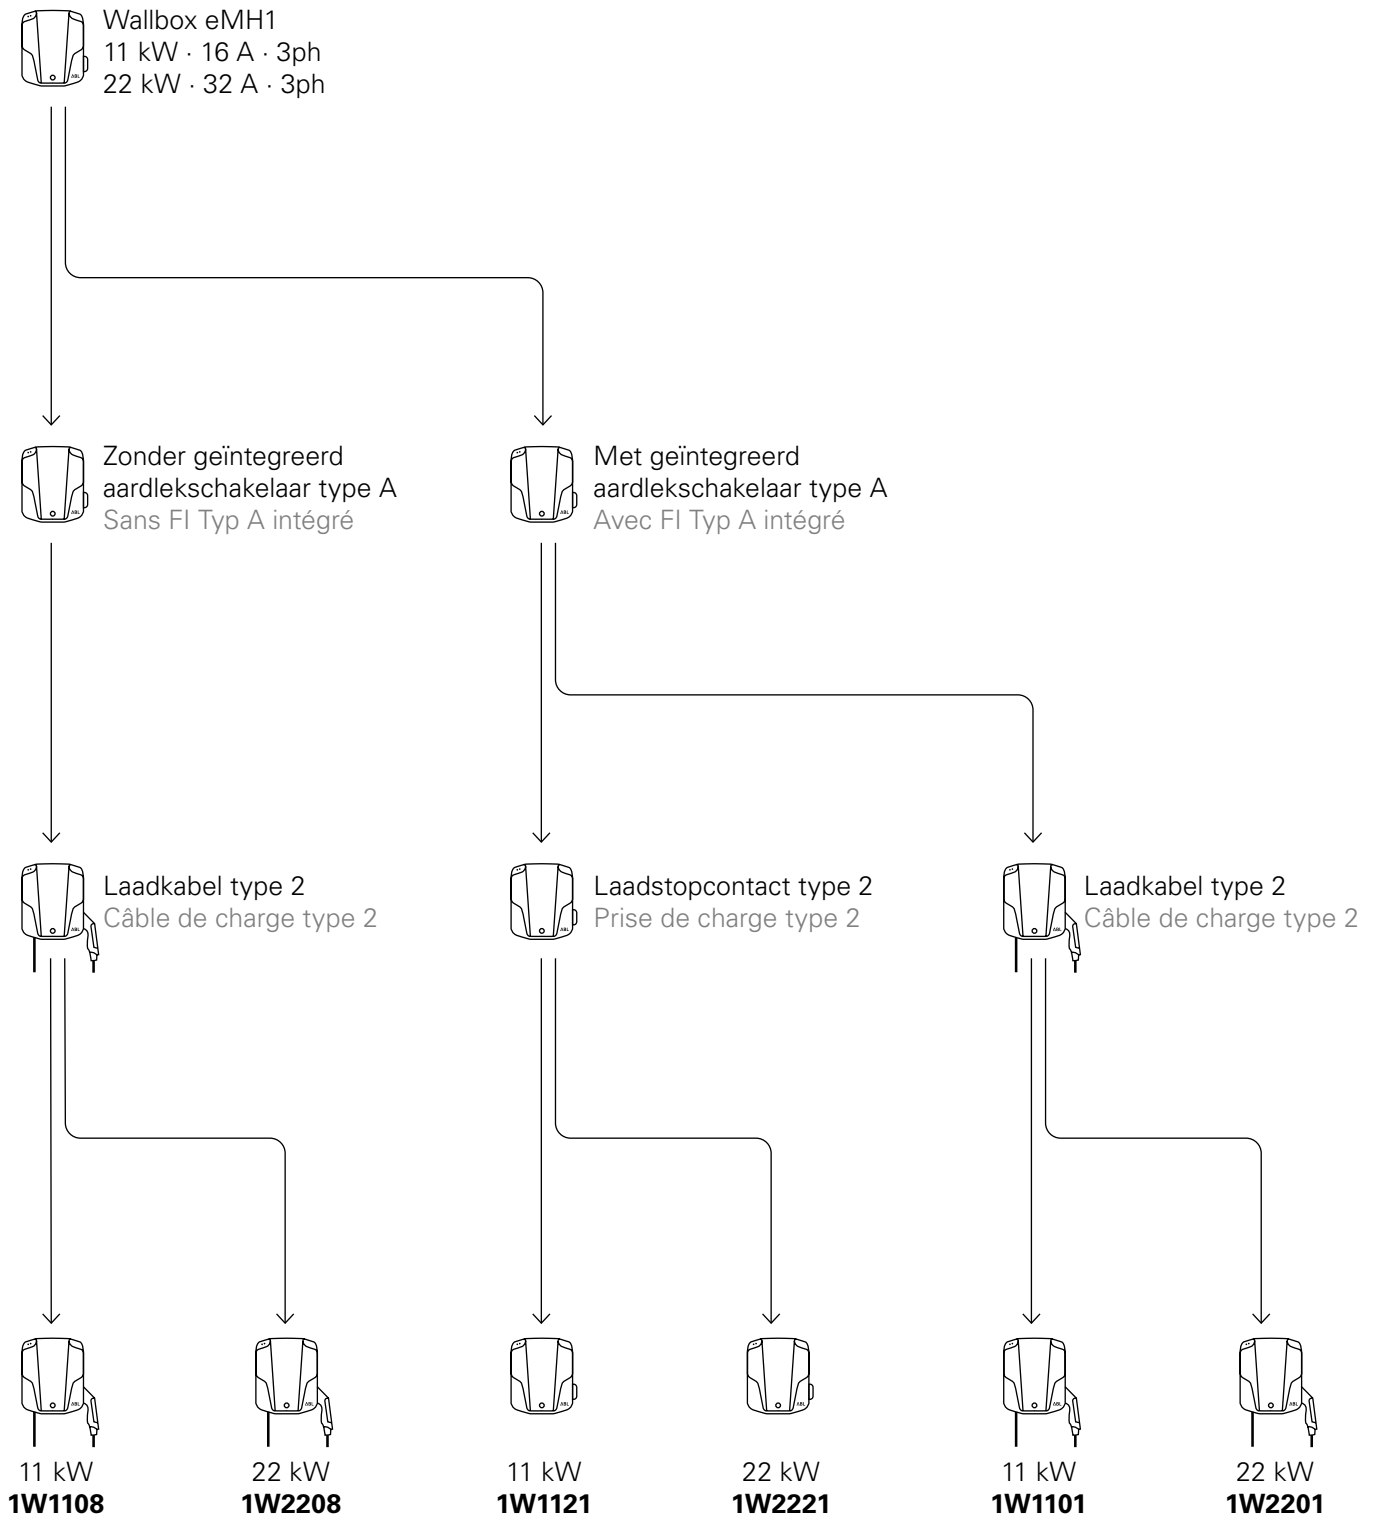 Wallbox eMH1
11 kW · 16 A · 3ph
22 kW · 32 A · 3ph
Zonder geïntegreerd
aardlekschakelaar type A
Sans FI Typ A intégré
Met geïntegreerd
aardlekschakelaar type A
Avec FI Typ A intégré
Laadkabel type 2
Câble de charge type 2
Laadstopcontact type 2
Prise de charge type 2
Laadkabel type 2
Câble de charge type 2
11 kW
1W1108
22 kW
1W2208
11 kW
1W1121
22 kW
1W2221
11 kW
1W1101
22 kW
1W2201